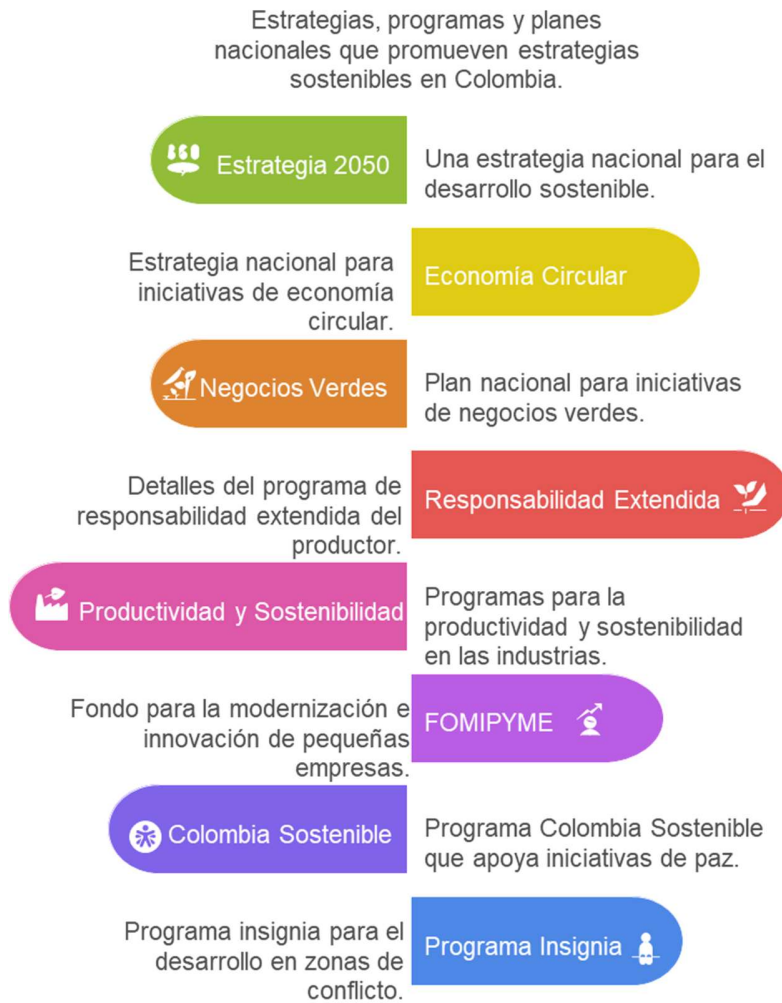 Estrategias, programas y planes
nacionales que promueven estrategias
sostenibles en Colombia.
Estrategia 2050
Una estrategia nacional para el
desarrollo sostenible.
Economía Circular
Estrategia nacional para
iniciativas de economía
circular.
Negocios Verdes
Plan nacional para iniciativas
de negocios verdes.
Responsabilidad Extendida
Detalles del programa de
responsabilidad extendida del
productor.
Productividad y Sostenibilidad
Programas para la
productividad y sostenibilidad
en las industrias.
FOMIPYME
Fondo para la modernización e
innovación de pequeñas
empresas.
Colombia Sostenible
Programa Colombia Sostenible
que apoya iniciativas de paz.
Programa Insignia
Programa insignia para el
desarrollo en zonas de
conflicto.